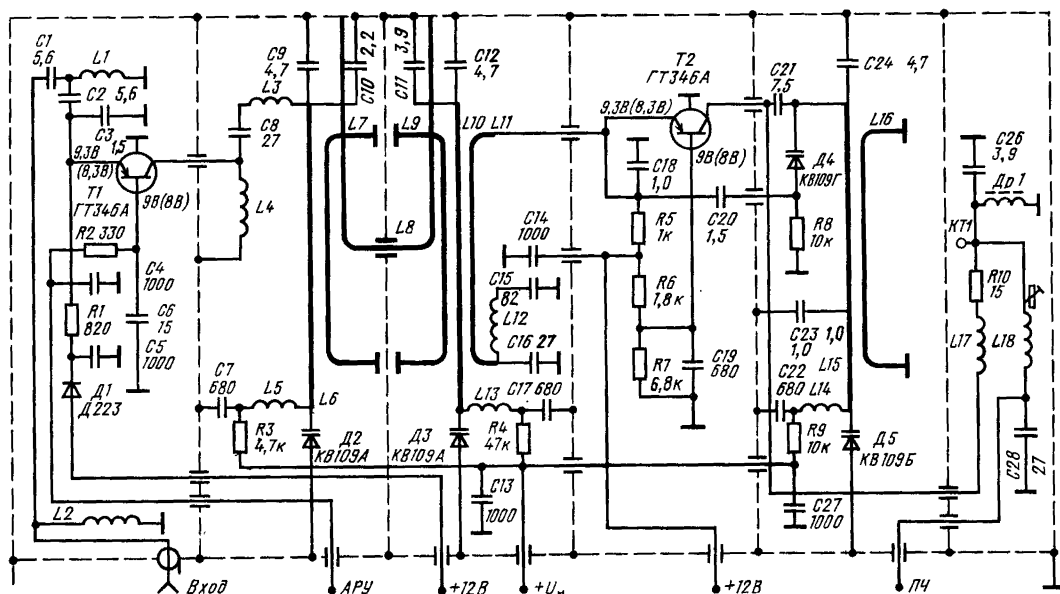 C1
5,6
L1
C2
5,6
C3
1,5
9,3В
(8,3В)
Т1
ГТ346А
9В(8В)
R2 330
C4
1000
R1
820
C5
1000
C6
15
Д1
Д223
L2
Вход
C9
4,7
L3
C8
27
L4
C7
680
L5
L6
R3
4,7к
Д2
КВ109А
АРУ
2,2
C10
3,9
C11
C12
4,7
L7
L9
L8
L10
L11
C14
1000
C15
82
L12
C16 27
L13
C17 680
R4
47к
Д3
КВ109А
C13
1000
+12В
+Uн
Т2
ГТ346А
9,3В(8,3В)
9В(8В)
C18
1,0
R5
1к
C20
1,5
R6
1,8к
R7
6,8к
C19
680
+12В
C21
7,5
Д4
КВ109Г
R8
10к
C24 4,7
L16
C23 1,0
1,0
L15
C22
680
L14
R9
10к
Д5
КВ109Б
C27
1000
ПЧ
C26
3,9
Др 1
КТ1
R10
15
L17
L18
C28
27